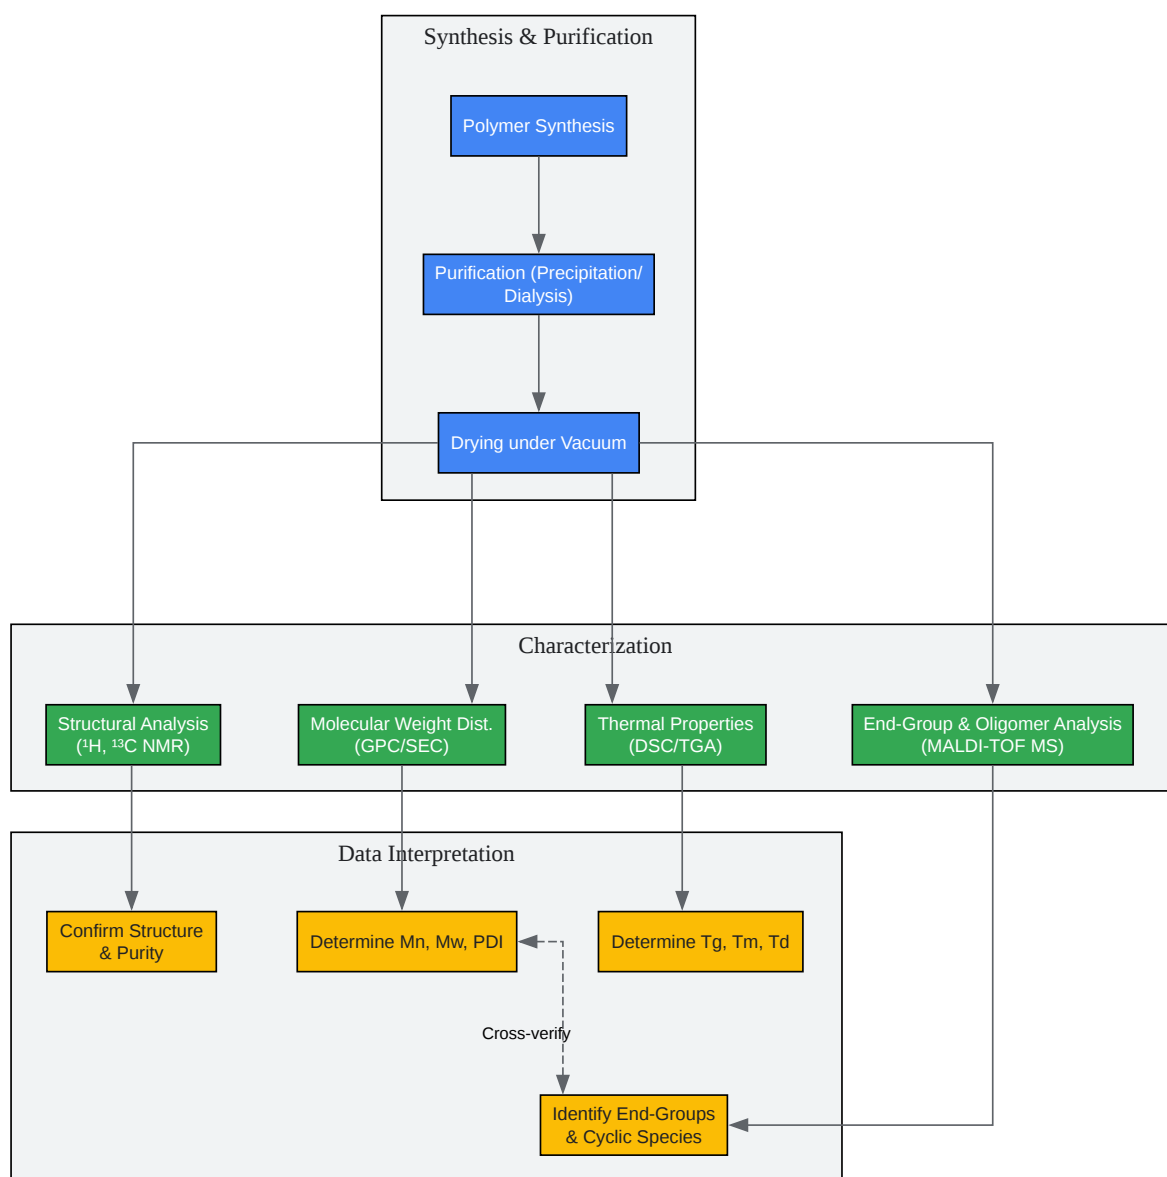 Synthesis & Purification
Polymer Synthesis
Purification (Precipitation/
Dialysis)
Drying under Vacuum
Characterization
Structural Analysis
(¹H, ¹³C NMR)
Molecular Weight Dist.
(GPC/SEC)
Thermal Properties
(DSC/TGA)
End-Group & Oligomer Analysis
(MALDI-TOF MS)
Data Interpretation
Confirm Structure
& Purity
Determine Mn, Mw, PDI
Determine Tg, Tm, Td
Cross-verify
Identify End-Groups
& Cyclic Species